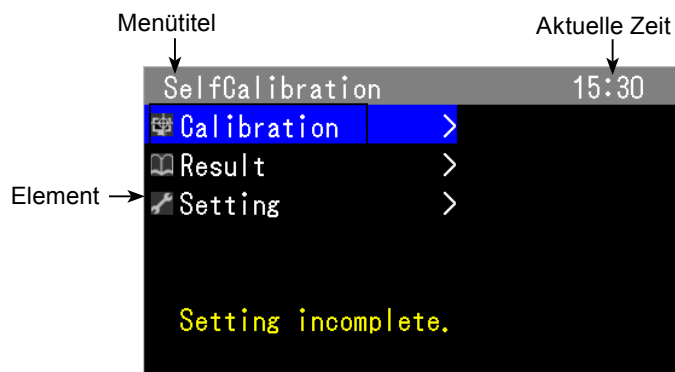 Menütitel
Aktuelle Zeit
SelfCalibration 15:30
Calibration >
Result >
Element
Setting >
Setting incomplete.